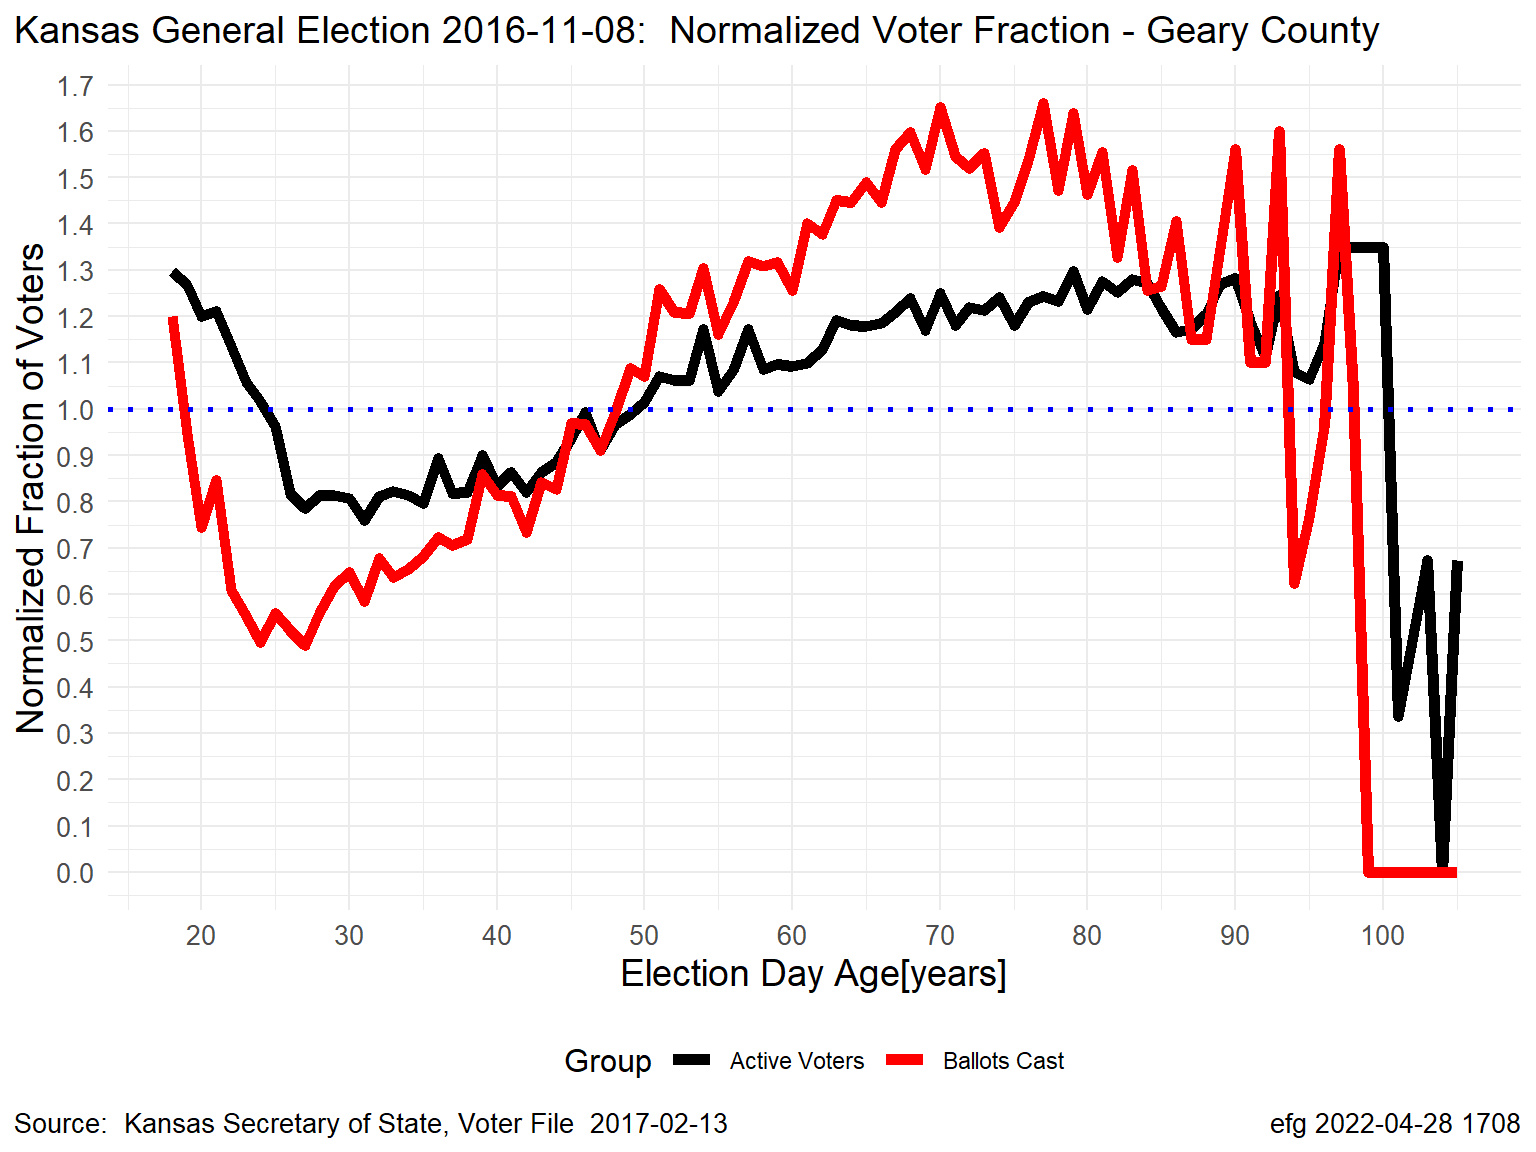 Kansas General Election 2016-11-08:  Normalized Voter Fraction - Geary County
Normalized Fraction of Voters
1.7
1.6
1.5
1.4
1.3
1.2
1.1
1.0
0.9
0.8
0.7
0.6
0.5
0.4
0.3
0.2
0.1
0.0
20 30 40 50 60 70 80 90 100
Election Day Age[years]
Group Active Voters Ballots Cast
Source:  Kansas Secretary of State, Voter File  2017-02-13
efg 2022-04-28 1708